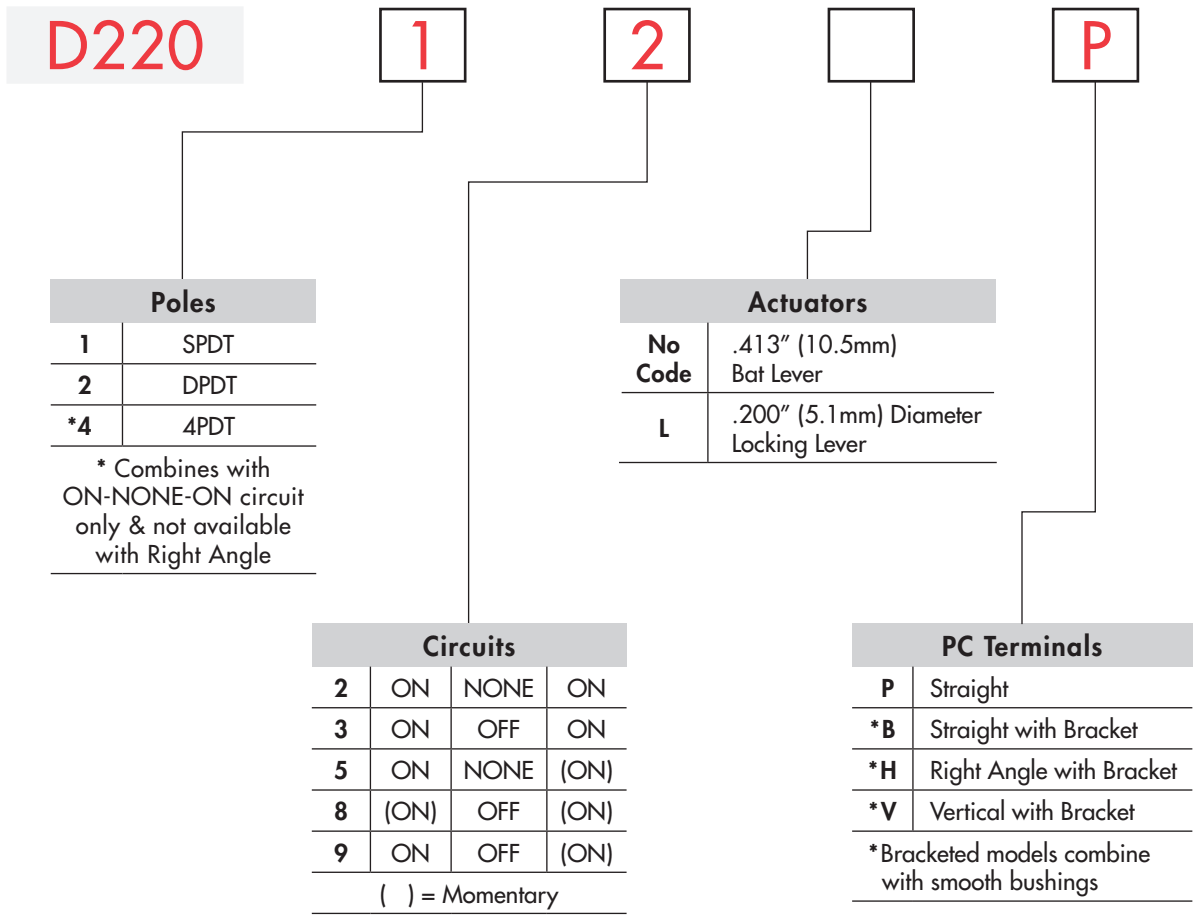 D220 1 2 P
Poles
1 SPDT
2 DPDT
*4 4PDT
* Combines with
ON-NONE-ON circuit
only & not available
with Right Angle
Actuators
No Code .413” (10.5mm) Bat Lever
L .200” (5.1mm) Diameter Locking Lever
Circuits
2 ON NONE ON
3 ON OFF ON
5 ON NONE (ON)
8 (ON) OFF (ON)
9 ON OFF (ON)
( ) = Momentary
PC Terminals
P Straight
*B Straight with Bracket
*H Right Angle with Bracket
*V Vertical with Bracket
*Bracketed models combine
with smooth bushings